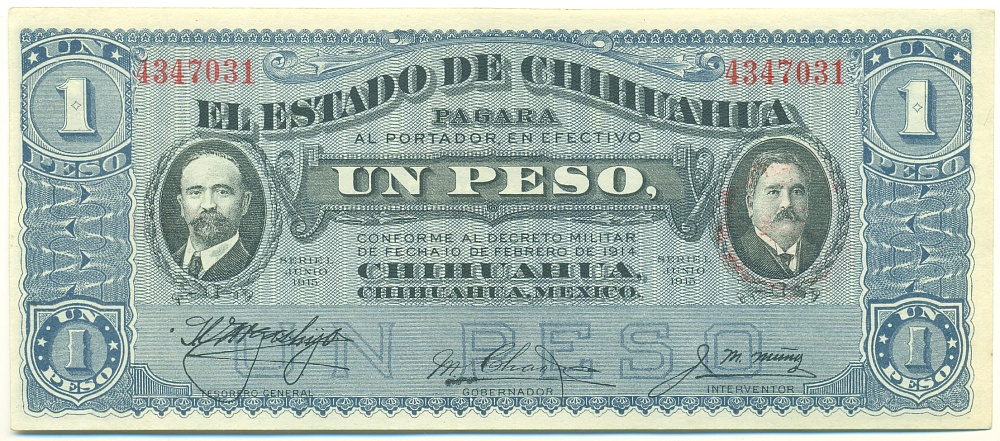 UN 1 PESO
4347031
4347031
UN 1 PESO
EL ESTADO DE CHIHUAHUA
PAGARA
AL PORTADOR, EN EFECTIVO
UN PESO,
CONFORME AL DECRETO MILITAR
DE FECHA 10 DE FEBRERO DE 191
CHIHUAHUA,
CHIHUAHUA, MEXICO.
SERIE
JUNIO
1915
SERIE
JUNIO
1915
UN 1 PESO
UN PESO
UN 1 PESO
J. M. Muñoz
TESORERO GENERAL
GOBERNADOR
INTERVENTOR